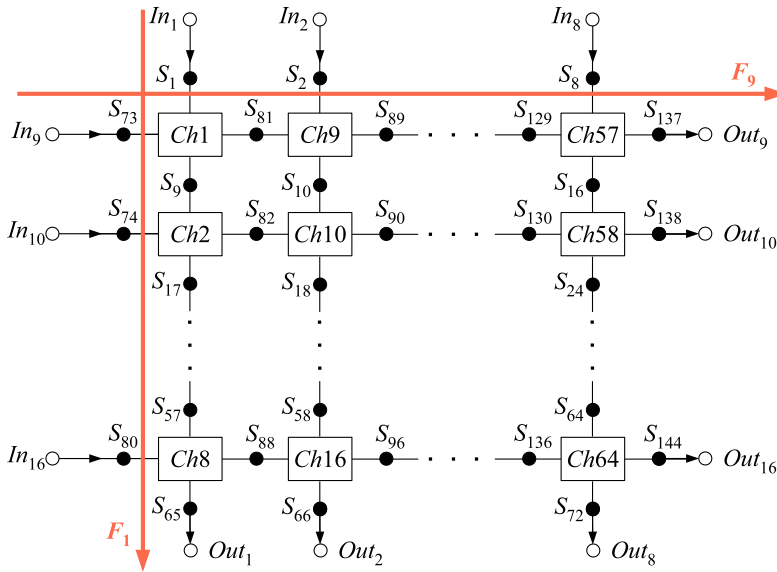 In₁ In₂ In₈
S₁ S₂ S₈
F₉
S₇₃ S₈₁ S₈₉ S₁₂₉ S₁₃₇
In₉ Ch1 Ch9 . . . Ch57 Out₉
S₉ S₁₀ S₁₆
S₇₄ S₈₂ S₉₀ S₁₃₀ S₁₃₈
In₁₀ Ch2 Ch10 . . . Ch58 Out₁₀
S₁₇ S₁₈ S₂₄
S₅₇ S₅₈ S₆₄
S₈₀ S₈₈ S₉₆ S₁₃₆ S₁₄₄
In₁₆ Ch8 Ch16 . . . Ch64 Out₁₆
S₆₅ S₆₆ S₇₂
F₁
Out₁ Out₂ Out₈